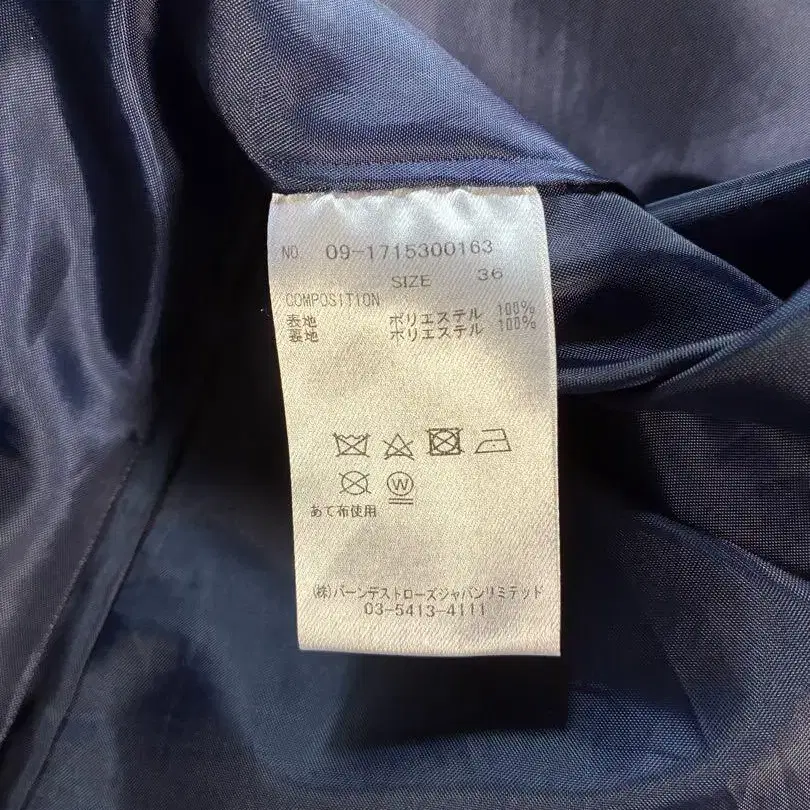 NO 09-1715300163
SIZE 36
COMPOSITION
表地 ポリエステル 100%
裏地 ポリエステル 100%
W
あて布使用
(株)バーンデストローズジャパンリミテッド
03-5413-4111